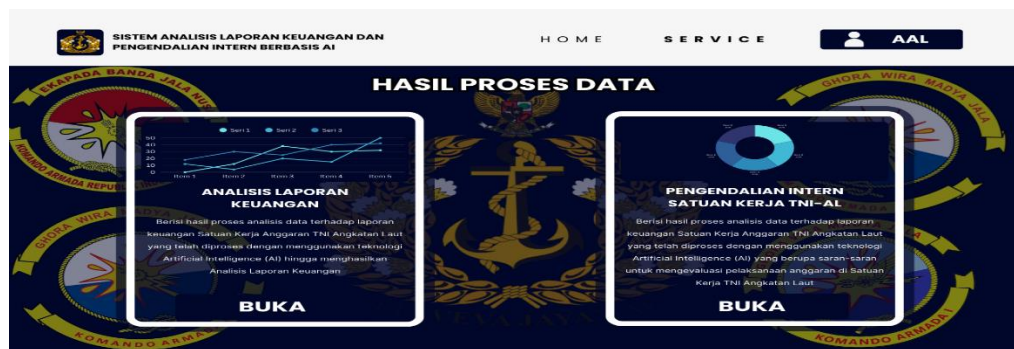 SISTEM ANALISIS LAPORAN KEUANGAN DAN
PENGENDALIAN INTERN BERBASIS AI
HOME
SERVICE
AAL
HASIL PROSES DATA
EKAPADA BANDA JALA NUS
KOMANDO ARMADA REPUBL
GHORA WIRA MADYA JALA
Seri 1
Seri 2
Seri 3
50
40
30
20
10
0
Item 1
Item 2
Item 3
Item 4
Item 5
ANALISIS LAPORAN
KEUANGAN
Berisi hasil proses analisis data terhadap laporan
keuangan Satuan Kerja Anggaran TNI Angkatan Laut
yang telah diproses dengan menggunakan teknologi
Artificial Intelligence (AI) hingga menghasilkan
Analisis Laporan Keuangan
BUKA
PENGENDALIAN INTERN
SATUAN KERJA TNI-AL
Berisi hasil proses analisis data terhadap laporan
keuangan Satuan Kerja Anggaran TNI Angkatan Laut
yang telah diproses dengan menggunakan teknologi
Artificial Intelligence (AI) yang berupa saran-saran
untuk mengevaluasi pelaksanaan anggaran di Satuan
Kerja TNI Angkatan Laut
BUKA
GHORA WIRA MADYA
KOMANDO ARMA
KOMANDO ARMADA I